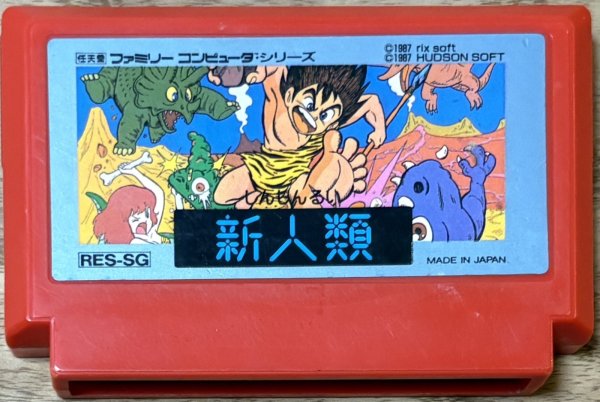 任天堂 ファミリー コンピュータ・シリーズ
©1987 rix soft
©1987 HUDSON SOFT
しんじんるい
新人類
RES-SG
MADE IN JAPAN.